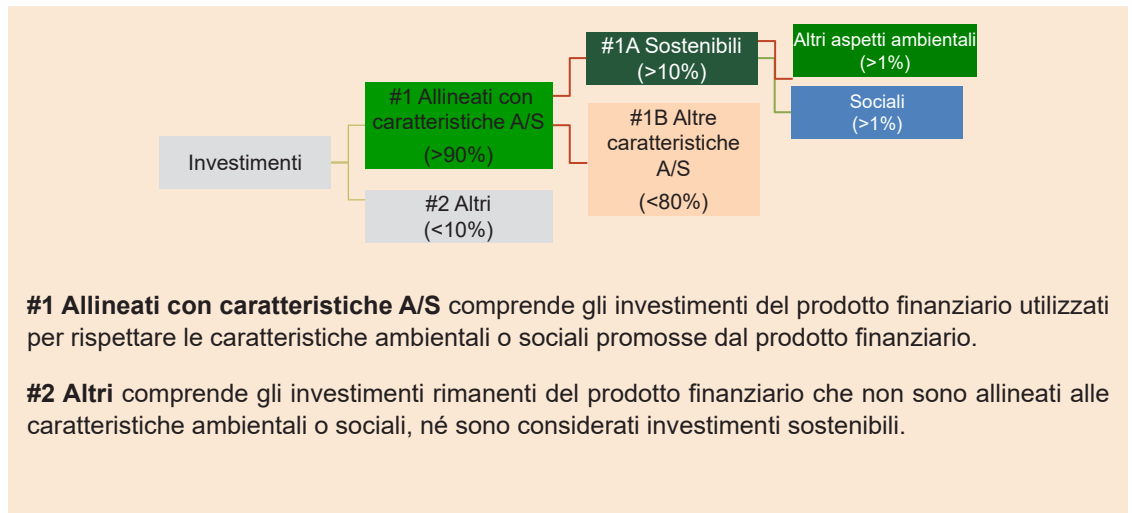 Investimenti
#1 Allineati con
caratteristiche A/S
(>90%)
#2 Altri
(<10%)
#1A Sostenibili
(>10%)
#1B Altre
caratteristiche
A/S
(<80%)
Altri aspetti ambientali
(>1%)
Sociali
(>1%)
#1 Allineati con caratteristiche A/S comprende gli investimenti del prodotto finanziario utilizzati
per rispettare le caratteristiche ambientali o sociali promosse dal prodotto finanziario.
#2 Altri comprende gli investimenti rimanenti del prodotto finanziario che non sono allineati alle
caratteristiche ambientali o sociali, né sono considerati investimenti sostenibili.